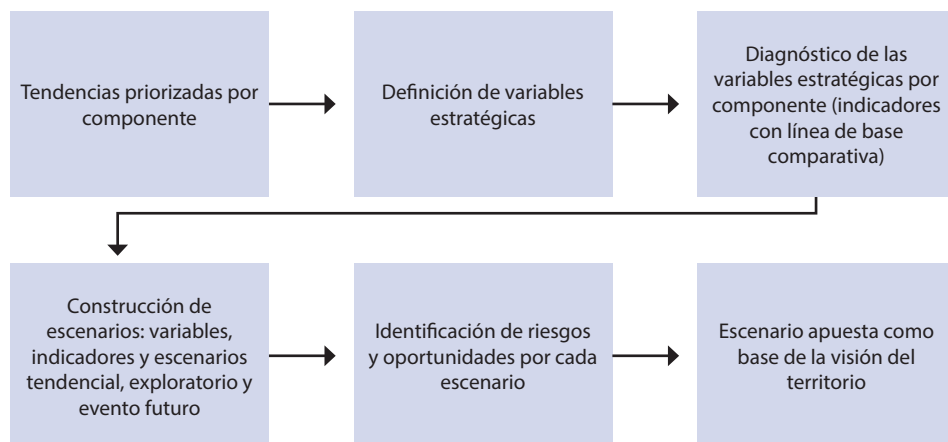 Tendencias priorizadas por
componente
Definición de variables
estratégicas
Diagnóstico de las
variables estratégicas por
componente (indicadores
con línea de base
comparativa)
Construcción de
escenarios: variables,
indicadores y escenarios
tendencial, exploratorio y
evento futuro
Identificación de riesgos
y oportunidades por cada
escenario
Escenario apuesta como
base de la visión del
territorio